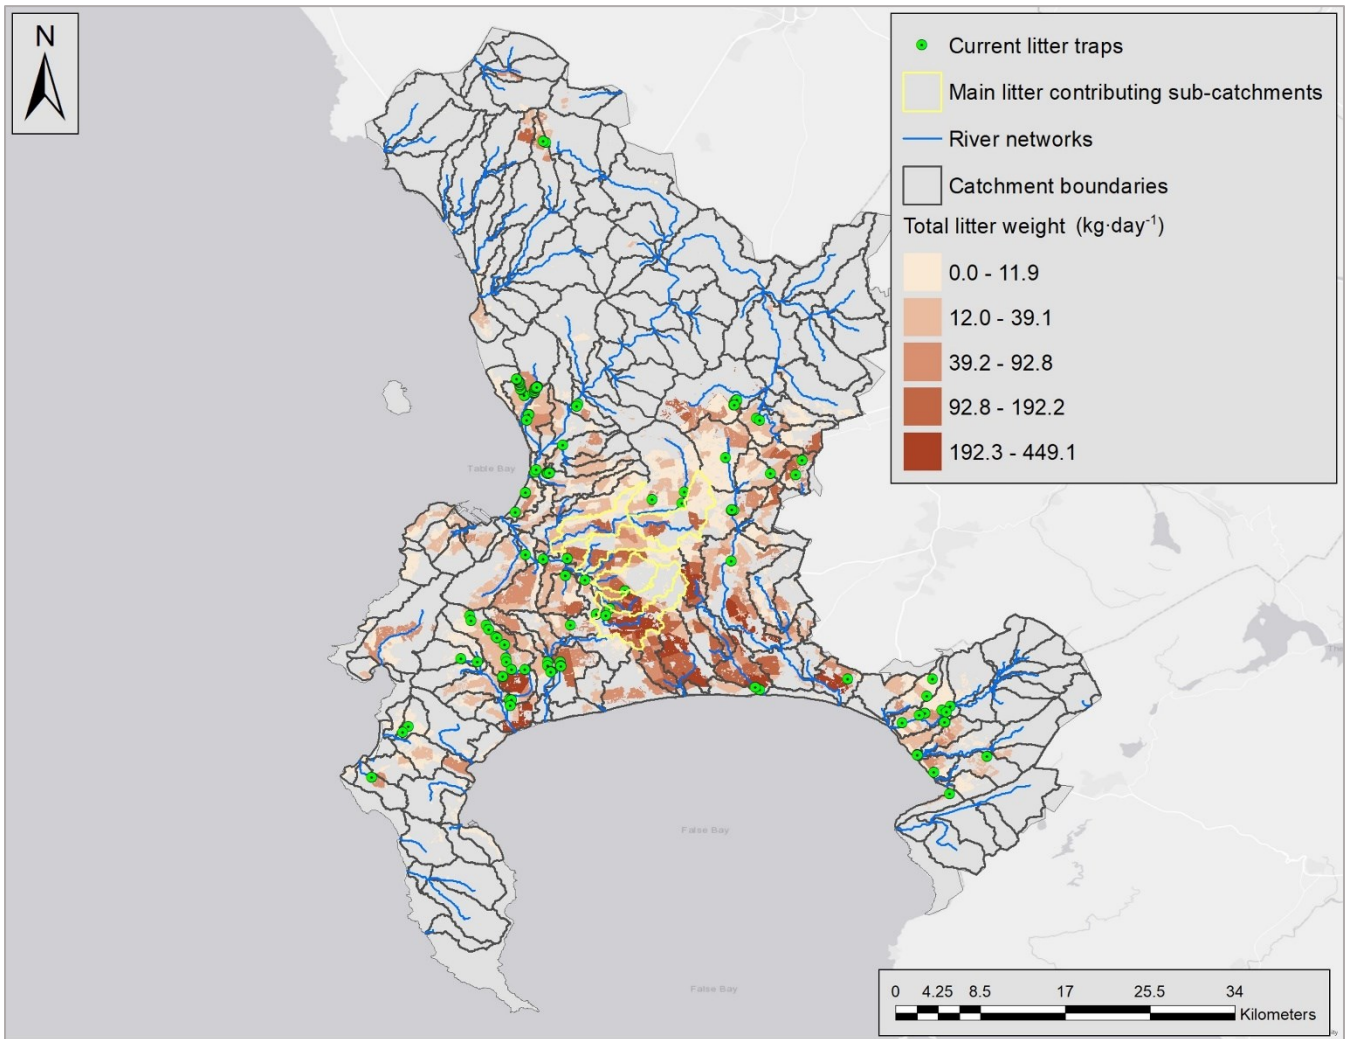 N
Current litter traps
Main litter contributing sub-catchments
River networks
Catchment boundaries
Total litter weight (kg·day⁻¹)
0.0 - 11.9
12.0 - 39.1
39.2 - 92.8
92.8 - 192.2
192.3 - 449.1
Table Bay
False Bay
False Bay
0 4.25 8.5 17 25.5 34
Kilometers